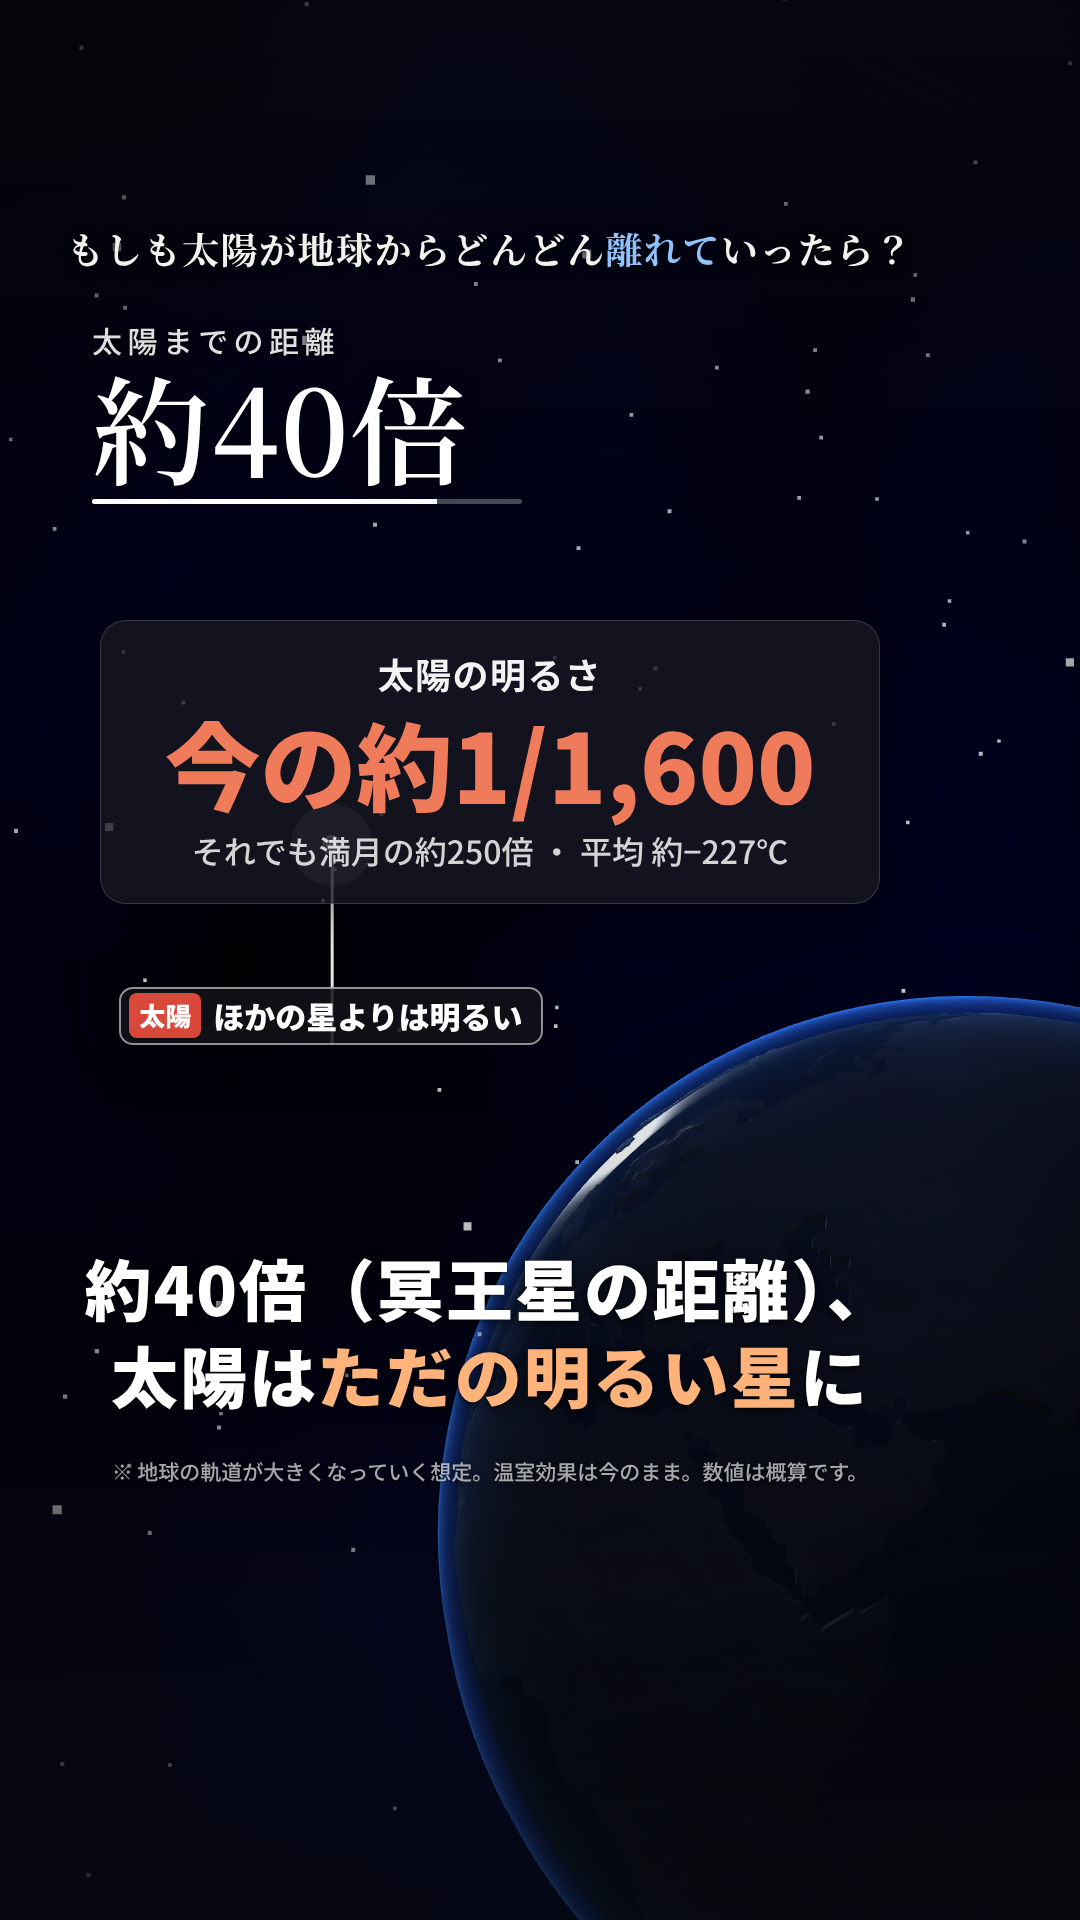 もしも太陽が地球からどんどん離れていったら？
太陽までの距離
約40倍
太陽の明るさ
今の約1/1,600
それでも満月の約250倍 ・ 平均 約−227℃
太陽 ほかの星よりは明るい
約40倍（冥王星の距離）、
太陽はただの明るい星に
※ 地球の軌道が大きくなっていく想定。温室効果は今のまま。数値は概算です。